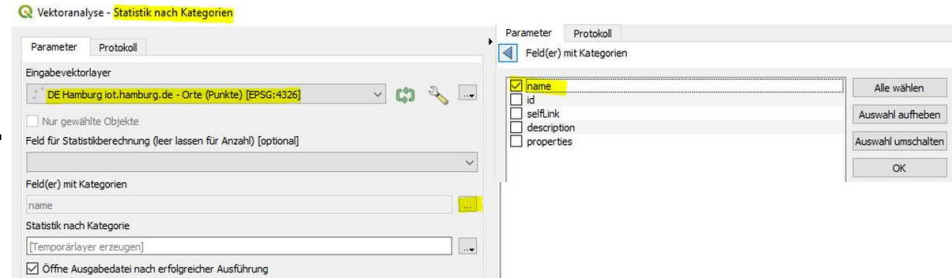 Vektoranalyse - Statistik nach Kategorien
Parameter Protokoll
Eingabevektorlayer
DE Hamburg iot.hamburg.de - Orte (Punkte) [EPSG:4326]
Nur gewählte Objekte
Feld für Statistikberechnung (leer lassen für Anzahl) [optional]
Feld(er) mit Kategorien
name
...
Statistik nach Kategorie
[Temporärlayer erzeugen]
Öffne Ausgabedatei nach erfolgreicher Ausführung
Parameter Protokoll
Feld(er) mit Kategorien
name
id
selfLink
description
properties
Alle wählen
Auswahl aufheben
Auswahl umschalten
OK